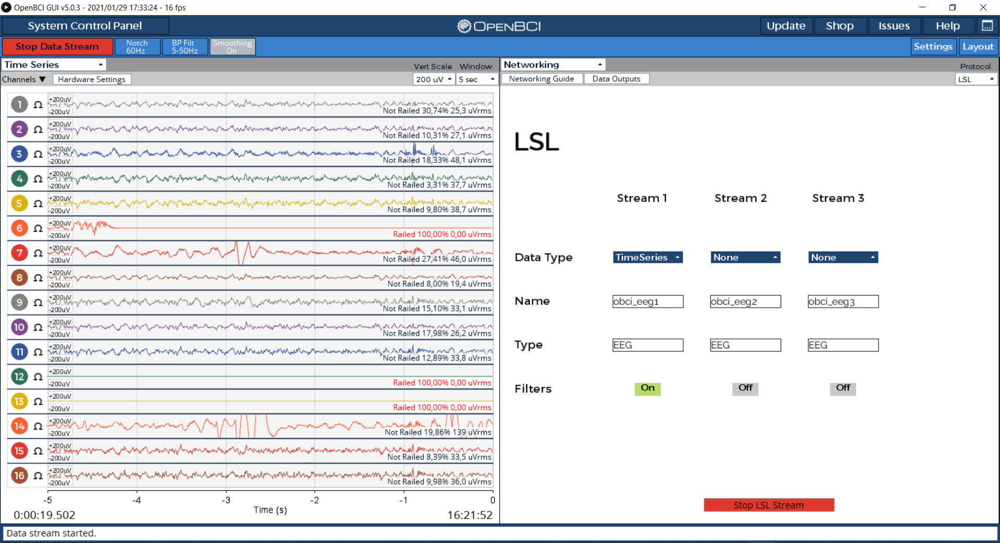 OpenBCI GUI v5.0.3 - 2021/01/29 17:33:24 - 16 fps
System Control Panel
OPENBCI
Update Shop Issues Help
Stop Data Stream
Notch
60Hz
BP Filt
5-50Hz
Smoothing
On
Settings Layout
Time Series
Vert Scale Window
Channels ▼ Hardware Settings
200 uV 5 sec
1 Ω +200uV
-200uV Not Railed 30,74% 25,3 uVrms
2 Ω +200uV
-200uV Not Railed 10,31% 27,1 uVrms
3 Ω +200uV
-200uV Not Railed 18,33% 48,1 uVrms
4 Ω +200uV
-200uV Not Railed 3,31% 37,7 uVrms
5 Ω +200uV
-200uV Not Railed 9,80% 38,7 uVrms
6 Ω +200uV
-200uV Railed 100,00% 0,00 uVrms
7 Ω +200uV
-200uV Not Railed 27,41% 46,0 uVrms
8 Ω +200uV
-200uV Not Railed 8,00% 19,4 uVrms
9 Ω +200uV
-200uV Not Railed 15,10% 33,1 uVrms
10 Ω +200uV
-200uV Not Railed 17,98% 26,2 uVrms
11 Ω +200uV
-200uV Not Railed 12,89% 33,8 uVrms
12 Ω +200uV
-200uV Railed 100,00% 0,00 uVrms
13 Ω +200uV
-200uV Railed 100,00% 0,00 uVrms
14 Ω +200uV
-200uV Not Railed 19,86% 139 uVrms
15 Ω +200uV
-200uV Not Railed 8,39% 33,5 uVrms
16 Ω +200uV
-200uV Not Railed 9,98% 36,0 uVrms
-5 -4 -3 -2 -1 0
Time (s)
0:00:19.502 16:21:52
Networking
Protocol
Networking Guide Data Outputs
LSL
LSL
Stream 1 Stream 2 Stream 3
Data Type TimeSeries None None
Name obci_eeg1 obci_eeg2 obci_eeg3
Type EEG EEG EEG
Filters On Off Off
Stop LSL Stream
Data stream started.